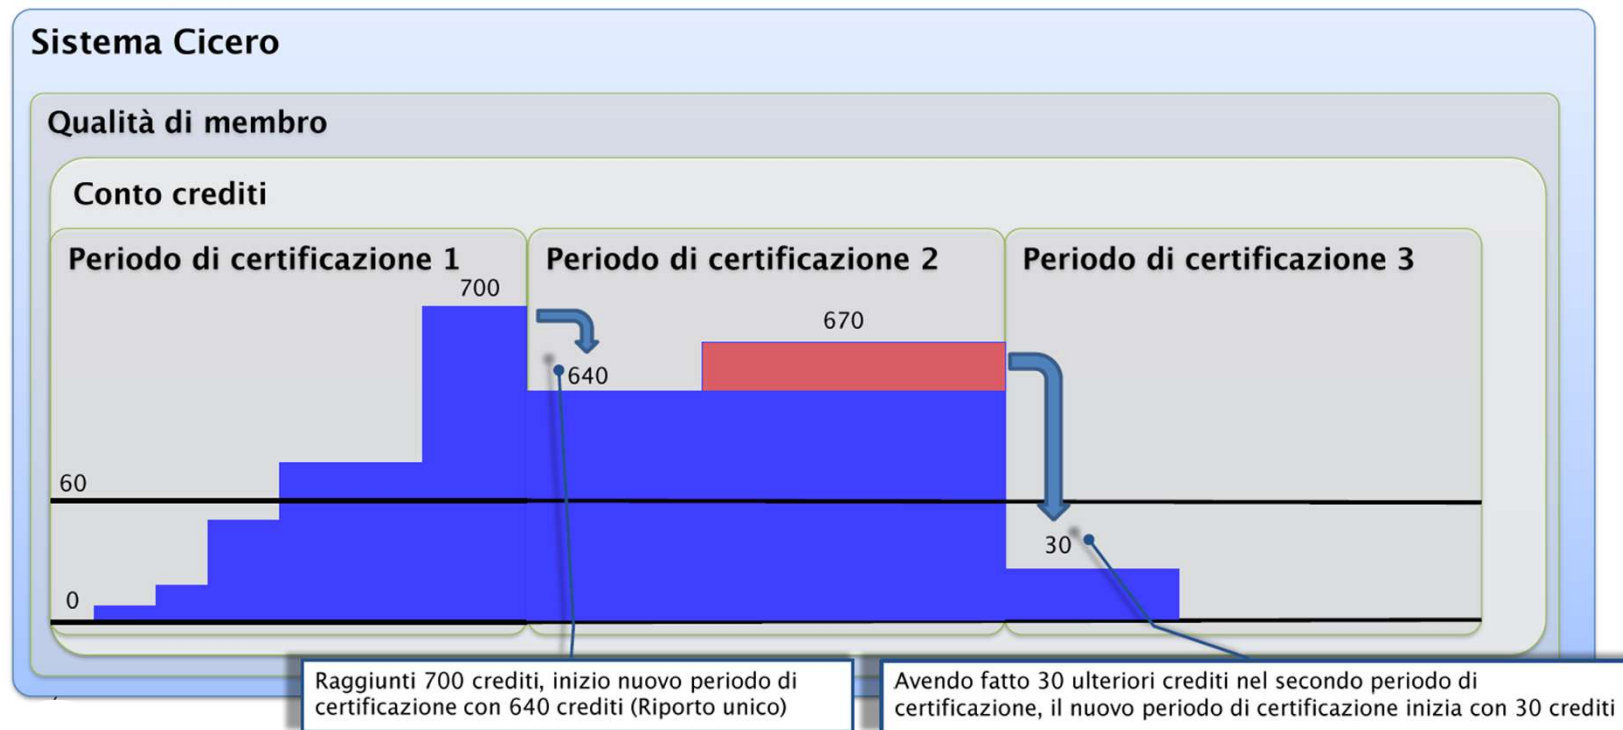 Sistema Cicero
Qualità di membro
Conto crediti
Periodo di certificazione 1
Periodo di certificazione 2
Periodo di certificazione 3
700
640
670
60
30
0
Raggiunti 700 crediti, inizio nuovo periodo di
certificazione con 640 crediti (Riporto unico)
Avendo fatto 30 ulteriori crediti nel secondo periodo di
certificazione, il nuovo periodo di certificazione inizia con 30 crediti